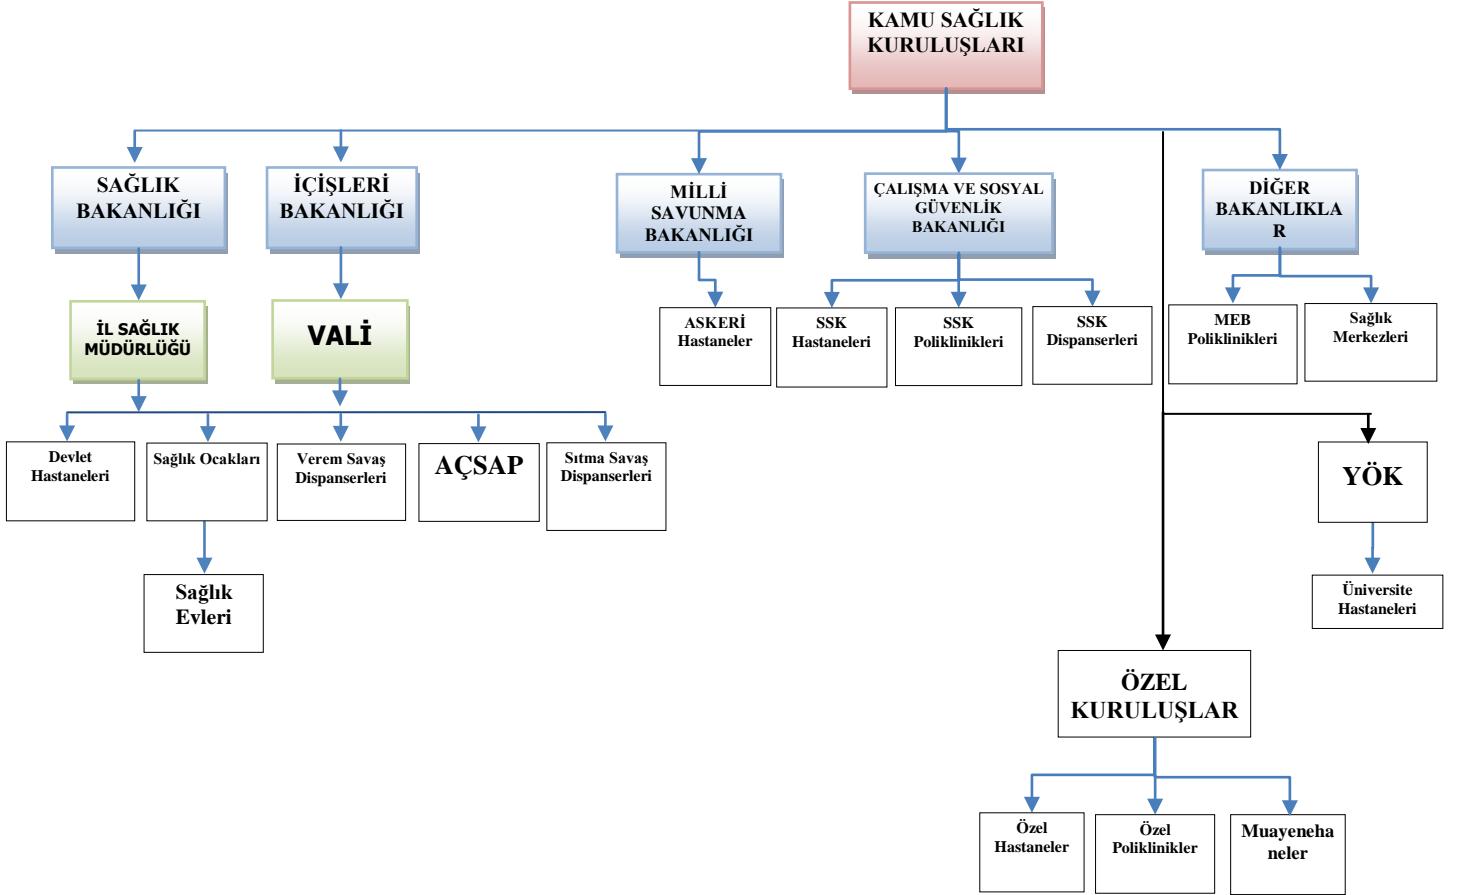 KAMU SAĞLIK
KURULUŞLARI
SAĞLIK
BAKANLIĞI
İÇİŞLERİ
BAKANLIĞI
MİLLİ
SAVUNMA
BAKANLIĞI
ÇALIŞMA VE SOSYAL
GÜVENLİK
BAKANLIĞI
DİĞER
BAKANLIKLA
R
İL SAĞLIK
MÜDÜRLÜĞÜ
VALİ
ASKERİ
Hastaneler
SSK
Hastaneleri
SSK
Poliklinikleri
SSK
Dispanserleri
MEB
Poliklinikleri
Sağlık
Merkezleri
Devlet
Hastaneleri
Sağlık Ocakları
Verem Savaş
Dispanserleri
AÇSAP
Sıtma Savaş
Dispanserleri
YÖK
Sağlık
Evleri
Üniversite
Hastaneleri
ÖZEL
KURULUŞLAR
Özel
Hastaneler
Özel
Poliklinikler
Muayeneha
neler